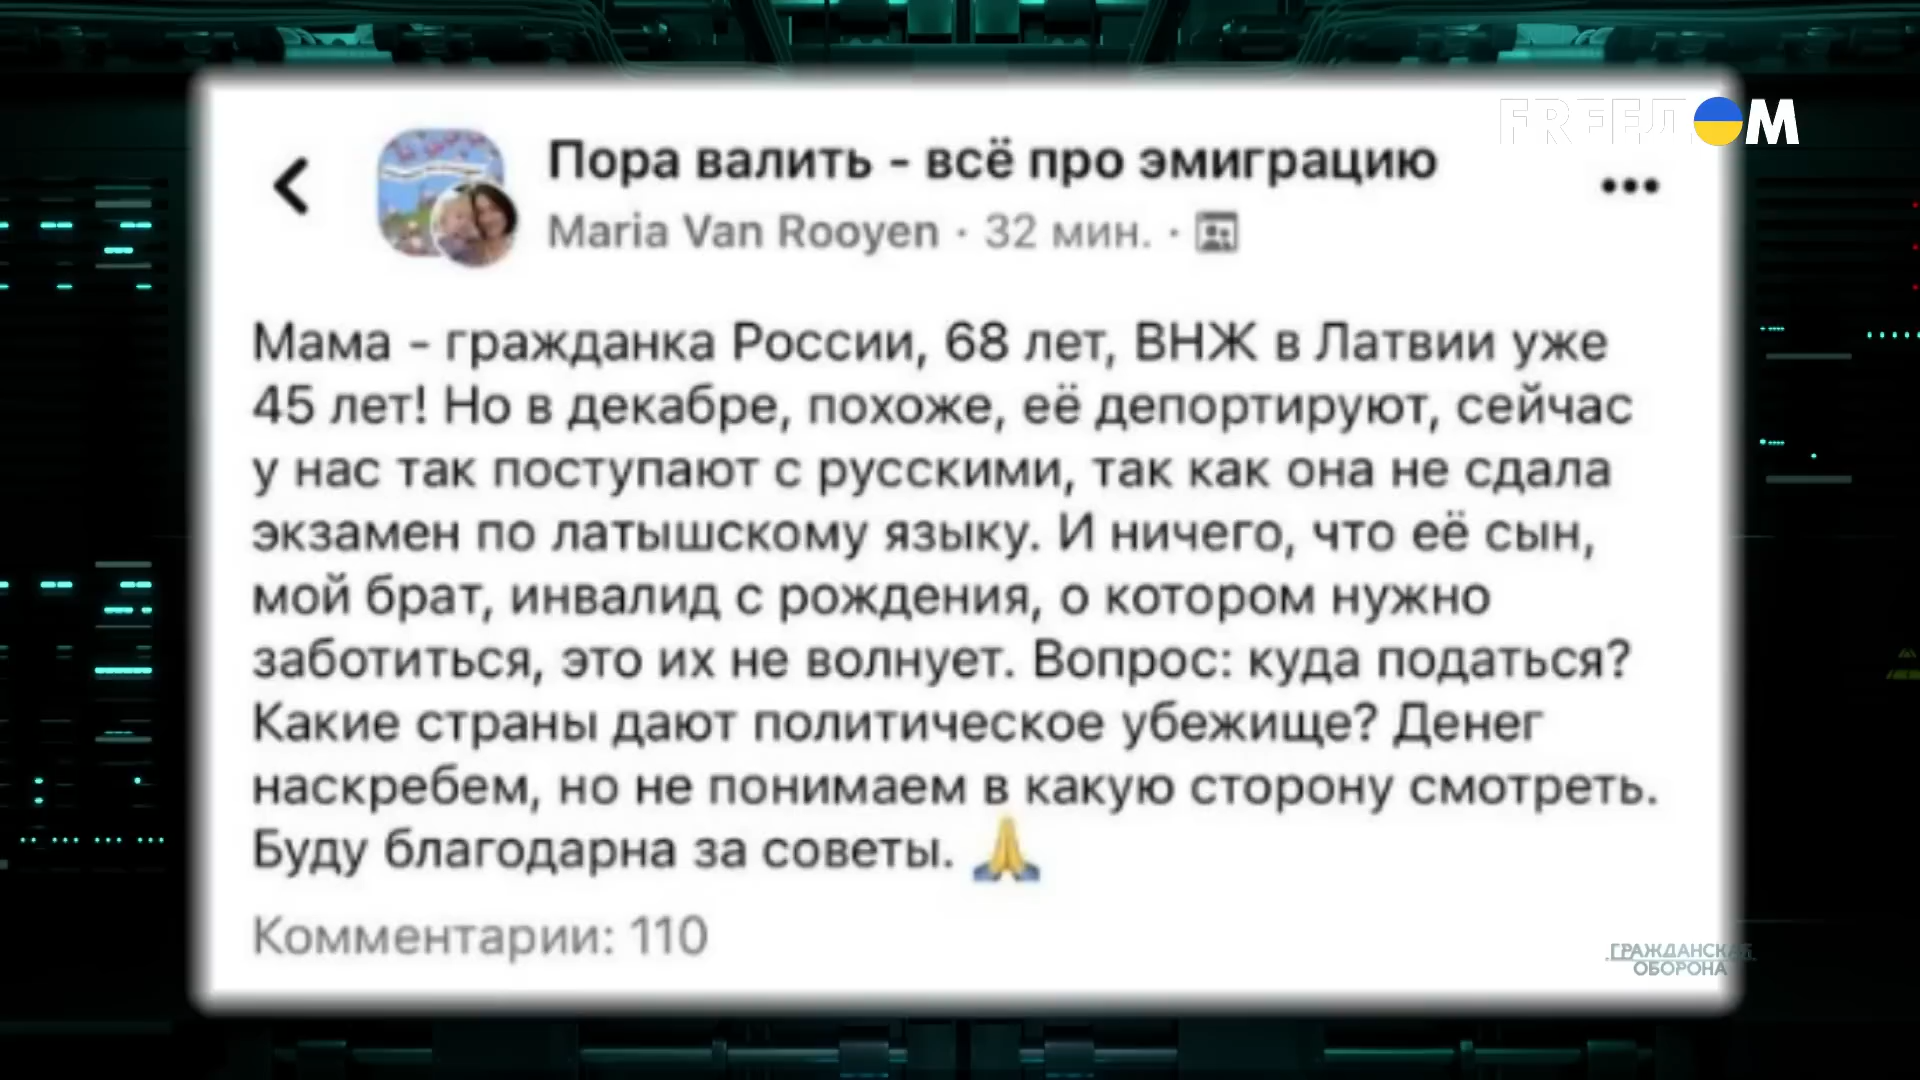 FREEДOM
Пора валить - всё про эмиграцию
Maria Van Rooyen · 32 мин. ·
Мама - гражданка России, 68 лет, ВНЖ в Латвии уже
45 лет! Но в декабре, похоже, её депортируют, сейчас
у нас так поступают с русскими, так как она не сдала
экзамен по латышскому языку. И ничего, что её сын,
мой брат, инвалид с рождения, о котором нужно
заботиться, это их не волнует. Вопрос: куда податься?
Какие страны дают политическое убежище? Денег
наскребем, но не понимаем в какую сторону смотреть.
Буду благодарна за советы. 🙏
Комментарии: 110
ГРАЖДАНСКАЯ
ОБОРОНА